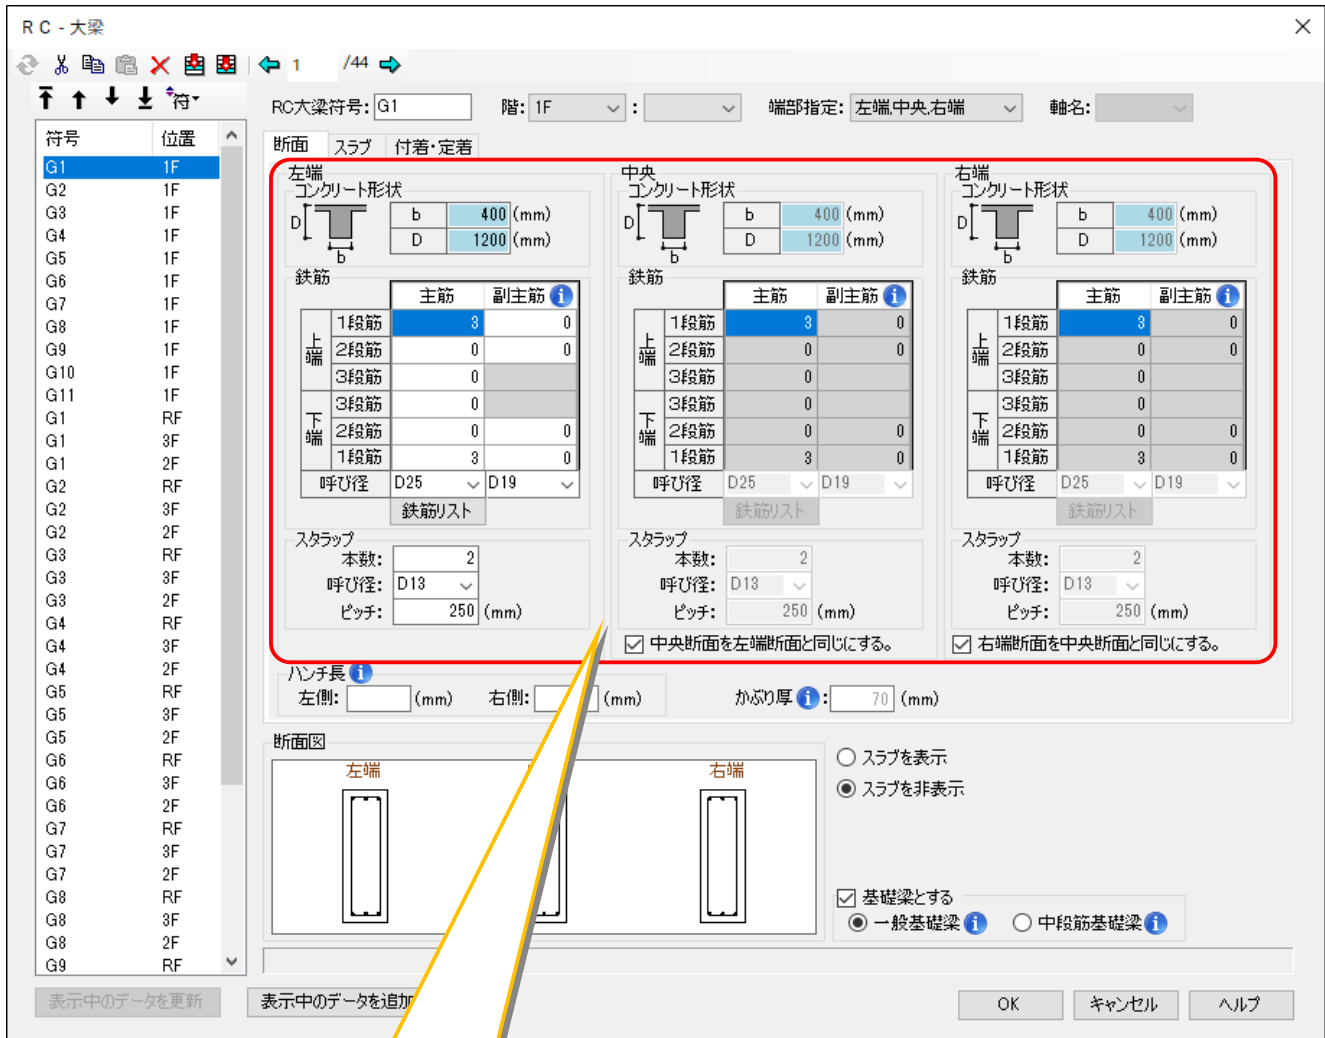 RC - 大梁
1 /44
符
RC大梁符号: G1 階: 1F : 端部指定: 左端,中央,右端 軸名:
符号 位置
G1 1F
G2 1F
G3 1F
G4 1F
G5 1F
G6 1F
G7 1F
G8 1F
G9 1F
G10 1F
G11 1F
G1 RF
G1 3F
G1 2F
G2 RF
G2 3F
G2 2F
G3 RF
G3 3F
G3 2F
G4 RF
G4 3F
G4 2F
G5 RF
G5 3F
G5 2F
G6 RF
G6 3F
G6 2F
G7 RF
G7 3F
G7 2F
G8 RF
G8 3F
G8 2F
G9 RF
断面 スラブ 付着・定着
左端
コンクリート形状
D b
b 400 (mm)
D 1200 (mm)
鉄筋
主筋 副主筋
上端
1段筋 3 0
2段筋 0 0
3段筋 0
下端
3段筋 0
2段筋 0 0
1段筋 3 0
呼び径 D25 D19
鉄筋リスト
スタラップ
本数: 2
呼び径: D13
ピッチ: 250 (mm)
中央
コンクリート形状
D b
b 400 (mm)
D 1200 (mm)
鉄筋
主筋 副主筋
上端
1段筋 3 0
2段筋 0 0
3段筋 0
下端
3段筋 0
2段筋 0 0
1段筋 3 0
呼び径 D25 D19
鉄筋リスト
スタラップ
本数: 2
呼び径: D13
ピッチ: 250 (mm)
中央断面を左端断面と同じにする。
右端
コンクリート形状
D b
b 400 (mm)
D 1200 (mm)
鉄筋
主筋 副主筋
上端
1段筋 3 0
2段筋 0 0
3段筋 0
下端
3段筋 0
2段筋 0 0
1段筋 3 0
呼び径 D25 D19
鉄筋リスト
スタラップ
本数: 2
呼び径: D13
ピッチ: 250 (mm)
右端断面を中央断面と同じにする。
ハンチ長
左側: (mm) 右側: (mm) かぶり厚: 70 (mm)
断面図
左端 右端
スラブを表示
スラブを非表示
基礎梁とする
一般基礎梁 中段筋基礎梁
表示中のデータを更新 表示中のデータを追加 OK キャンセル ヘルプ